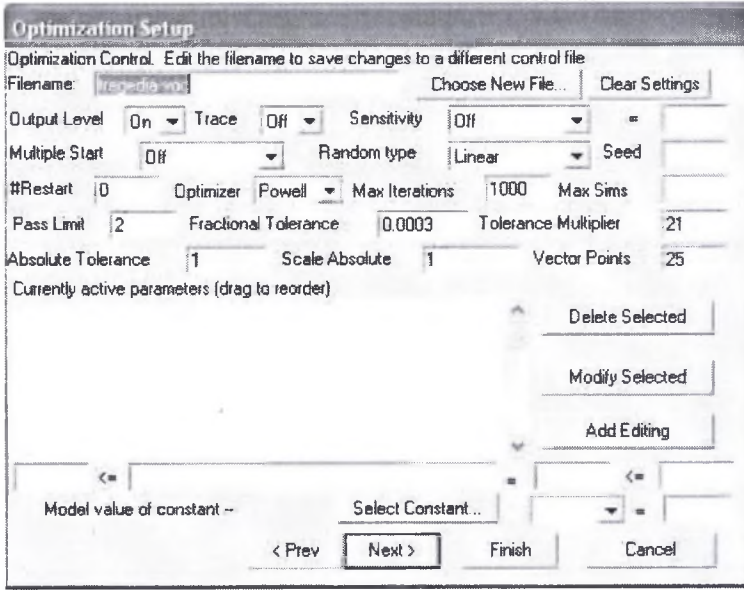 Optimization Setup
Optimization Control. Edit the filename to save changes to a different control file
Filename: tragedia.voc Choose New File... Clear Settings
Output Level On Trace Off Sensitivity Off =
Multiple Start Off Random type Linear Seed
#Restart 0 Optimizer Powell Max Iterations 1000 Max Sims
Pass Limit 2 Fractional Tolerance 0.0003 Tolerance Multiplier 21
Absolute Tolerance 1 Scale Absolute 1 Vector Points 25
Currently active parameters (drag to reorder)
Delete Selected
Modify Selected
Add Editing
<= = <=
Model value of constant -- Select Constant... =
< Prev Next > Finish Cancel